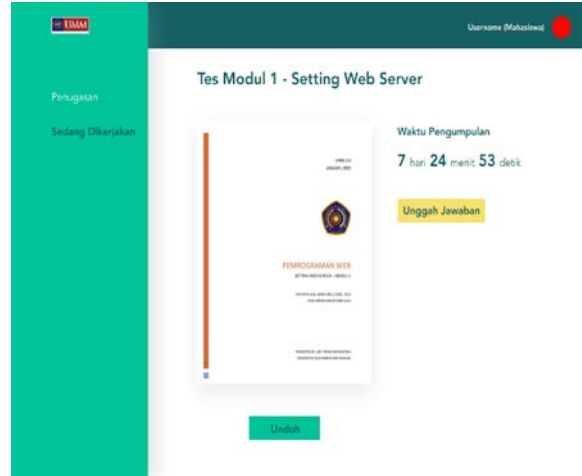 UMM
Username (Mahasiswa)
Penugasan
Sedang Dikerjakan
Tes Modul 1 - Setting Web Server
Waktu Pengumpulan
7 hari 24 menit 53 detik
Unggah Jawaban
PEMROGRAMAN WEB
Unduh